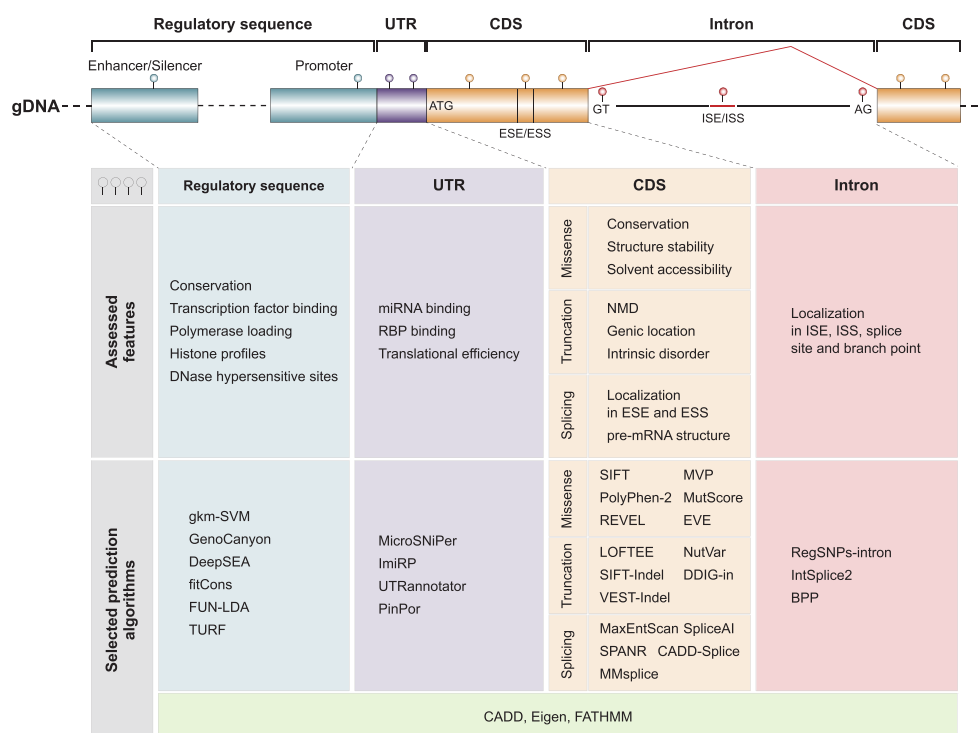 Regulatory sequence UTR CDS Intron CDS
Enhancer/Silencer Promoter
gDNA ATG GT AG
ESE/ESS ISE/ISS
Regulatory sequence UTR CDS Intron
Assessed features
Conservation
Transcription factor binding
Polymerase loading
Histone profiles
DNase hypersensitive sites
miRNA binding
RBP binding
Translational efficiency
Missense
Conservation
Structure stability
Solvent accessibility
Truncation
NMD
Genic location
Intrinsic disorder
Splicing
Localization
in ESE and ESS
pre-mRNA structure
Localization
in ISE, ISS, splice
site and branch point
Selected prediction algorithms
gkm-SVM
GenoCanyon
DeepSEA
fitCons
FUN-LDA
TURF
MicroSNiPer
ImiRP
UTRannotator
PinPor
Missense
SIFT MVP
PolyPhen-2 MutScore
REVEL EVE
Truncation
LOFTEE NutVar
SIFT-Indel DDIG-in
VEST-Indel
Splicing
MaxEntScan SpliceAI
SPANR CADD-Splice
MMsplice
RegSNPs-intron
IntSplice2
BPP
CADD, Eigen, FATHMM